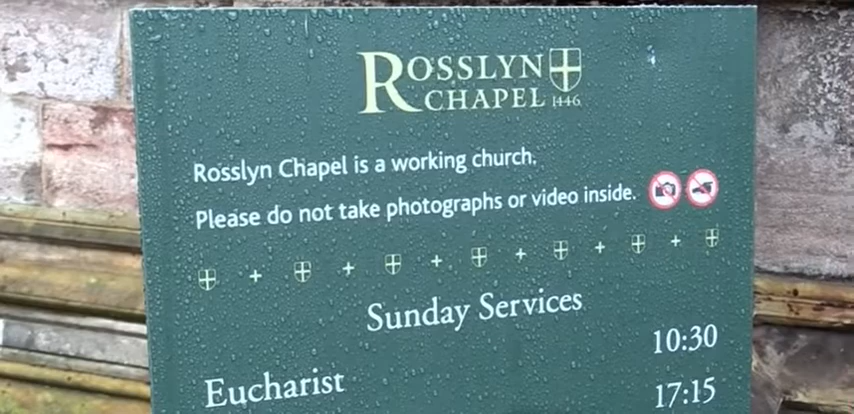 ROSSLYN
CHAPEL 1446
Rosslyn Chapel is a working church.
Please do not take photographs or video inside.
Sunday Services
10:30
Eucharist
17:15